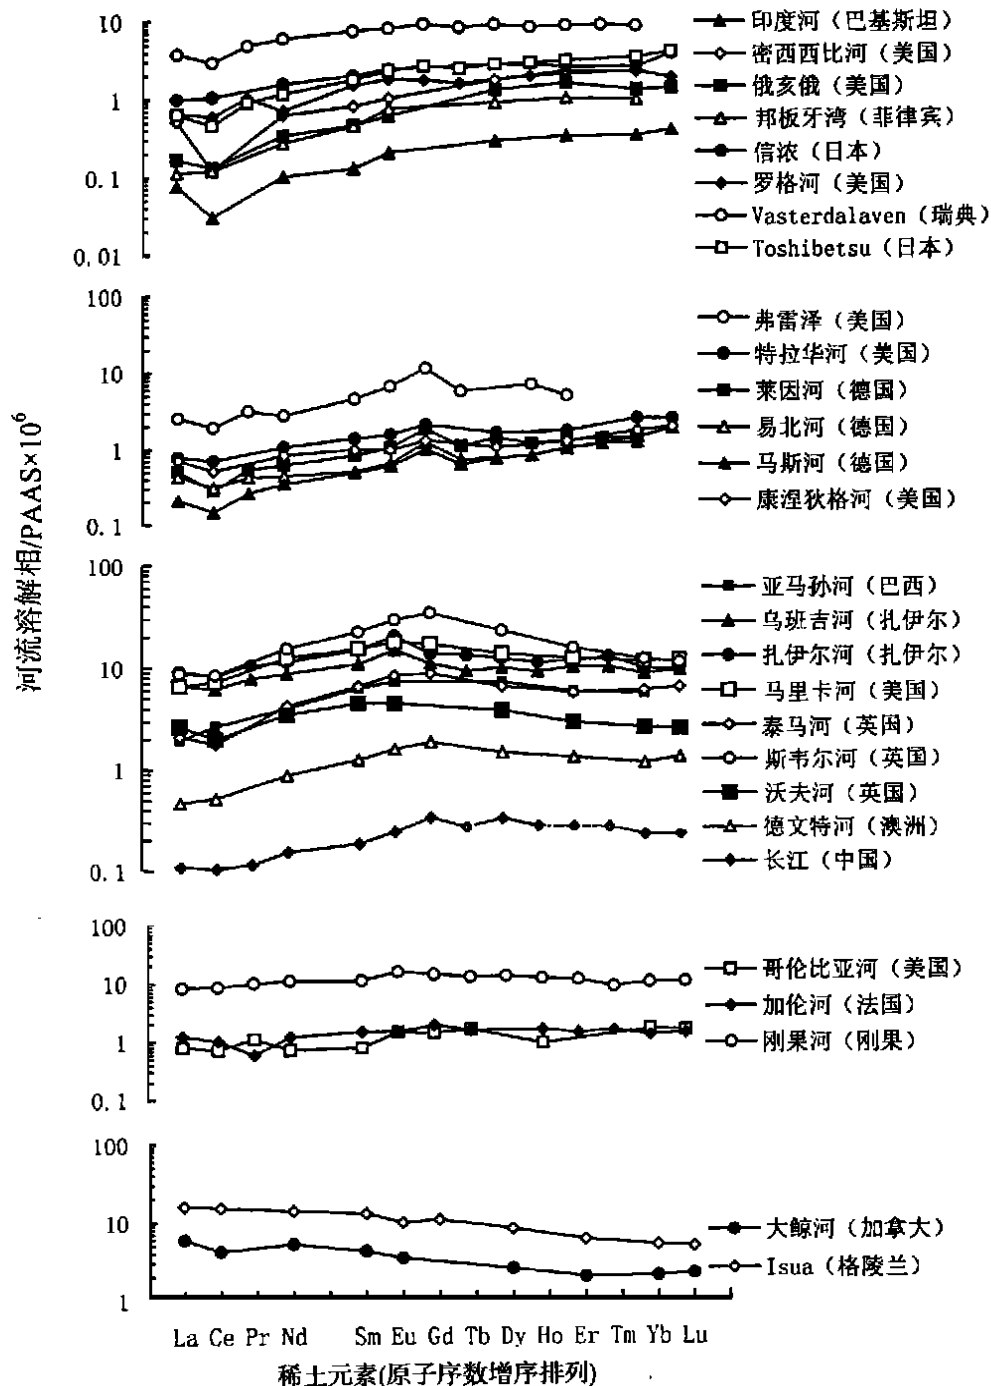 河流溶解相/PAAS×10⁶
10
1
0.1
0.01
印度河（巴基斯坦）
密西西比河（美国）
俄亥俄（美国）
邦板牙湾（菲律宾）
信浓（日本）
罗格河（美国）
Vasterdalaven（瑞典）
Toshibetsu（日本）
100
10
1
0.1
弗雷泽（美国）
特拉华河（美国）
莱因河（德国）
易北河（德国）
马斯河（德国）
康涅狄格河（美国）
100
10
1
0.1
亚马孙河（巴西）
乌班吉河（扎伊尔）
扎伊尔河（扎伊尔）
马里卡河（美国）
泰马河（英国）
斯韦尔河（英国）
沃夫河（英国）
德文特河（澳洲）
长江（中国）
100
10
1
0.1
哥伦比亚河（美国）
加伦河（法国）
刚果河（刚果）
100
10
1
大鲸河（加拿大）
Isua（格陵兰）
La Ce Pr Nd Sm Eu Gd Tb Dy Ho Er Tm Yb Lu
稀土元素(原子序数增序排列)